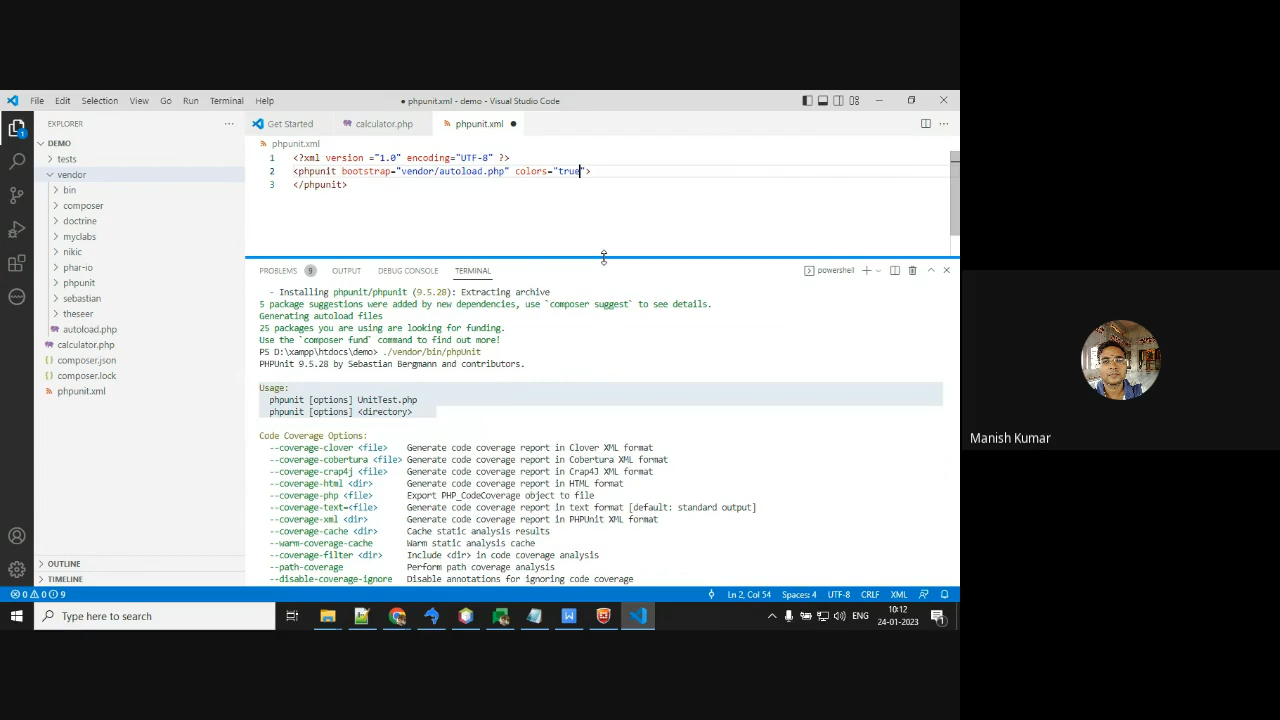 File Edit Selection View Go Run Terminal Help
● phpunit.xml - demo - Visual Studio Code
EXPLORER
Get Started
calculator.php
phpunit.xml
DEMO
tests
vendor
bin
composer
doctrine
myclabs
nikic
phar-io
phpunit
sebastian
theseer
autoload.php
calculator.php
composer.json
composer.lock
phpunit.xml
OUTLINE
TIMELINE
1
phpunit.xml
1 <?xml version ="1.0" encoding="UTF-8" ?>
2 <phpunit bootstrap="vendor/autoload.php" colors="true">
3 </phpunit>
PROBLEMS 9 OUTPUT DEBUG CONSOLE TERMINAL
powershell
- Installing phpunit/phpunit (9.5.28): Extracting archive
5 package suggestions were added by new dependencies, use `composer suggest` to see details.
Generating autoload files
25 packages you are using are looking for funding.
Use the `composer fund` command to find out more!
PS D:\xampp\htdocs\demo> ./vendor/bin/phpUnit
PHPUnit 9.5.28 by Sebastian Bergmann and contributors.
Usage:
phpunit [options] UnitTest.php
phpunit [options] <directory>
Code Coverage Options:
--coverage-clover <file> Generate code coverage report in Clover XML format
--coverage-cobertura <file> Generate code coverage report in Cobertura XML format
--coverage-crap4j <file> Generate code coverage report in Crap4J XML format
--coverage-html <dir> Generate code coverage report in HTML format
--coverage-php <file> Export PHP_CodeCoverage object to file
--coverage-text=<file> Generate code coverage report in text format [default: standard output]
--coverage-xml <dir> Generate code coverage report in PHPUnit XML format
--coverage-cache <dir> Cache static analysis results
--warm-coverage-cache Warm static analysis cache
--coverage-filter <dir> Include <dir> in code coverage analysis
--path-coverage Perform path coverage analysis
--disable-coverage-ignore Disable annotations for ignoring code coverage
0 0 9
Ln 2, Col 54 Spaces: 4 UTF-8 CRLF XML
Type here to search
ENG
10:12
24-01-2023
1
Manish Kumar